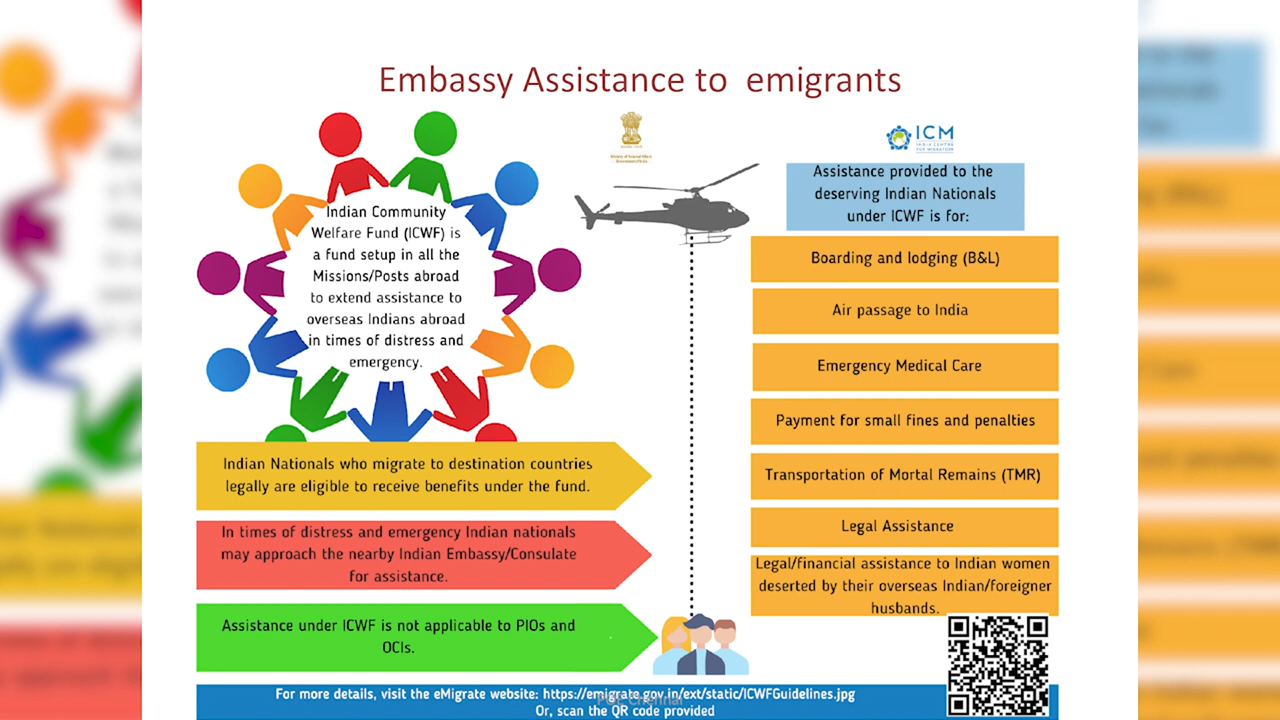 Embassy Assistance to emigrants
Indian Community
Welfare Fund (ICWF) is
a fund setup in all the
Missions/Posts abroad
to extend assistance to
overseas Indians abroad
in times of distress and
emergency.
ICM
INDIA CENTRE
FOR MIGRATION
Assistance provided to the
deserving Indian Nationals
under ICWF is for:
Boarding and lodging (B&L)
Air passage to India
Emergency Medical Care
Payment for small fines and penalties
Transportation of Mortal Remains (TMR)
Legal Assistance
Legal/financial assistance to Indian women
deserted by their overseas Indian/foreigner
husbands.
Indian Nationals who migrate to destination countries
legally are eligible to receive benefits under the fund.
In times of distress and emergency Indian nationals
may approach the nearby Indian Embassy/Consulate
for assistance.
Assistance under ICWF is not applicable to PIOs and
OCIs.
For more details, visit the eMigrate website: https://emigrate.gov.in/ext/static/ICWFGuidelines.jpg
Or, scan the QR code provided